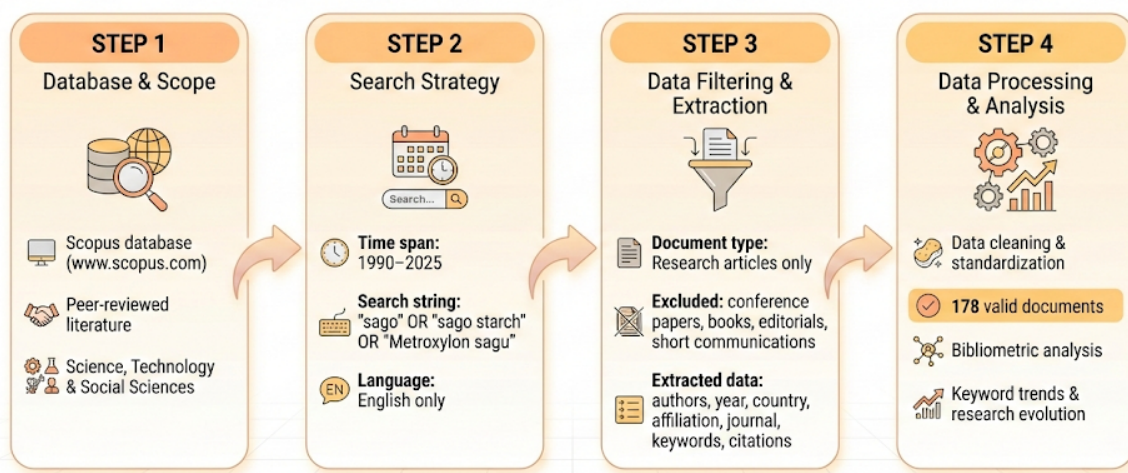 STEP 1
Database & Scope
Scopus database
(www.scopus.com)
Peer-reviewed
literature
Science, Technology
& Social Sciences
STEP 2
Search Strategy
Search...
Time span:
1990–2025
Search string:
"sago" OR "sago starch"
OR "Metroxylon sagu"
EN
Language:
English only
STEP 3
Data Filtering &
Extraction
Document type:
Research articles only
Excluded: conference
papers, books, editorials,
short communications
Extracted data:
authors, year, country,
affiliation, journal,
keywords, citations
STEP 4
Data Processing
& Analysis
Data cleaning &
standardization
178 valid documents
Bibliometric analysis
Keyword trends &
research evolution